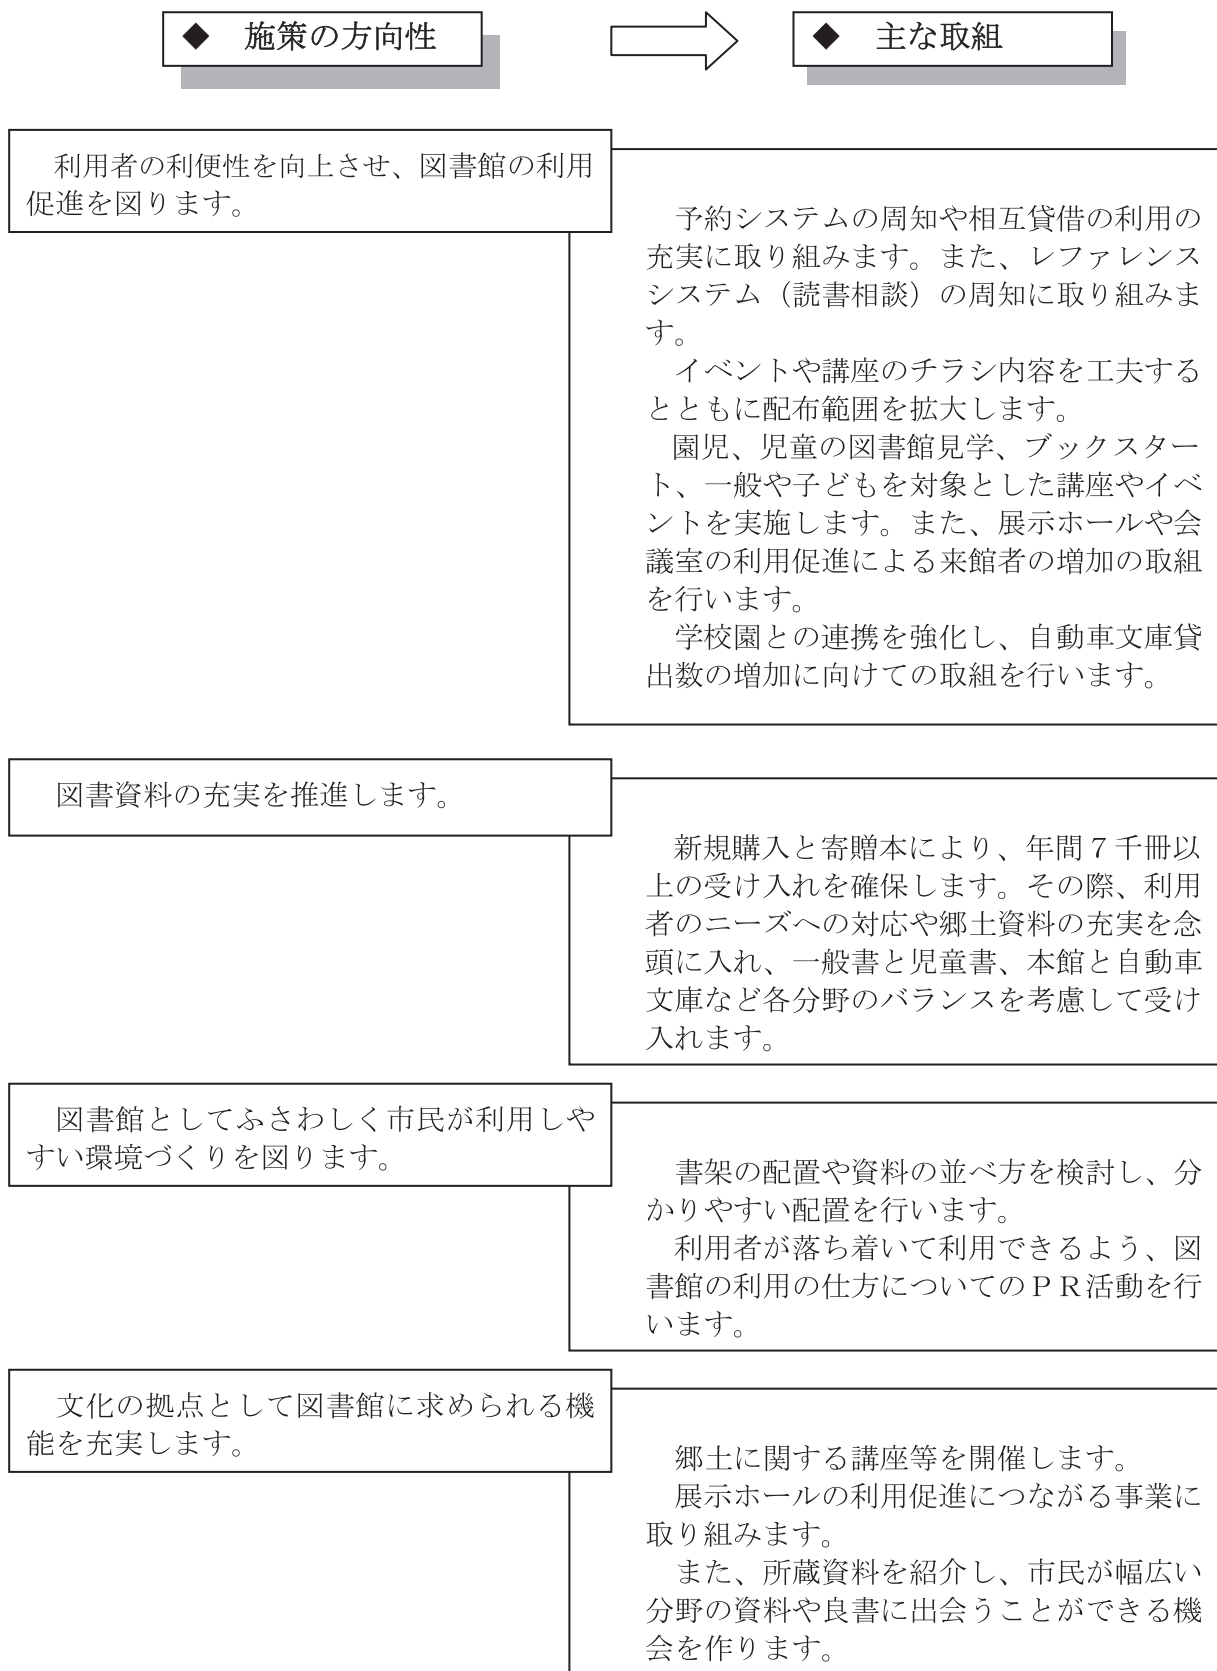 ◆　施策の方向性
◆　主な取組
利用者の利便性を向上させ、図書館の利用
促進を図ります。
予約システムの周知や相互貸借の利用の
充実に取り組みます。また、レファレンス
システム（読書相談）の周知に取り組みま
す。
イベントや講座のチラシ内容を工夫する
とともに配布範囲を拡大します。
園児、児童の図書館見学、ブックスター
ト、一般や子どもを対象とした講座やイベ
ントを実施します。また、展示ホールや会
議室の利用促進による来館者の増加の取組
を行います。
学校園との連携を強化し、自動車文庫貸
出数の増加に向けての取組を行います。
図書資料の充実を推進します。
新規購入と寄贈本により、年間７千冊以
上の受け入れを確保します。その際、利用
者のニーズへの対応や郷土資料の充実を念
頭に入れ、一般書と児童書、本館と自動車
文庫など各分野のバランスを考慮して受け
入れます。
図書館としてふさわしく市民が利用しや
すい環境づくりを図ります。
書架の配置や資料の並べ方を検討し、分
かりやすい配置を行います。
利用者が落ち着いて利用できるよう、図
書館の利用の仕方についてのＰＲ活動を行
います。
文化の拠点として図書館に求められる機
能を充実します。
郷土に関する講座等を開催します。
展示ホールの利用促進につながる事業に
取り組みます。
また、所蔵資料を紹介し、市民が幅広い
分野の資料や良書に出会うことができる機
会を作ります。